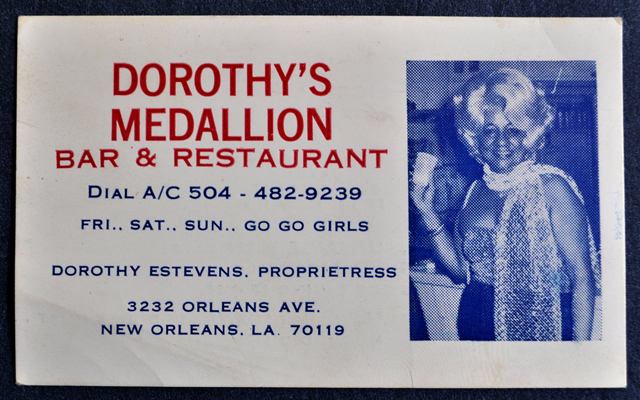 DOROTHY'S
MEDALLION
BAR & RESTAURANT
DIAL A/C 504 - 482-9239
FRI.. SAT.. SUN.. GO GO GIRLS
DOROTHY ESTEVENS. PROPRIETRESS
3232 ORLEANS AVE.
NEW ORLEANS. LA. 70119